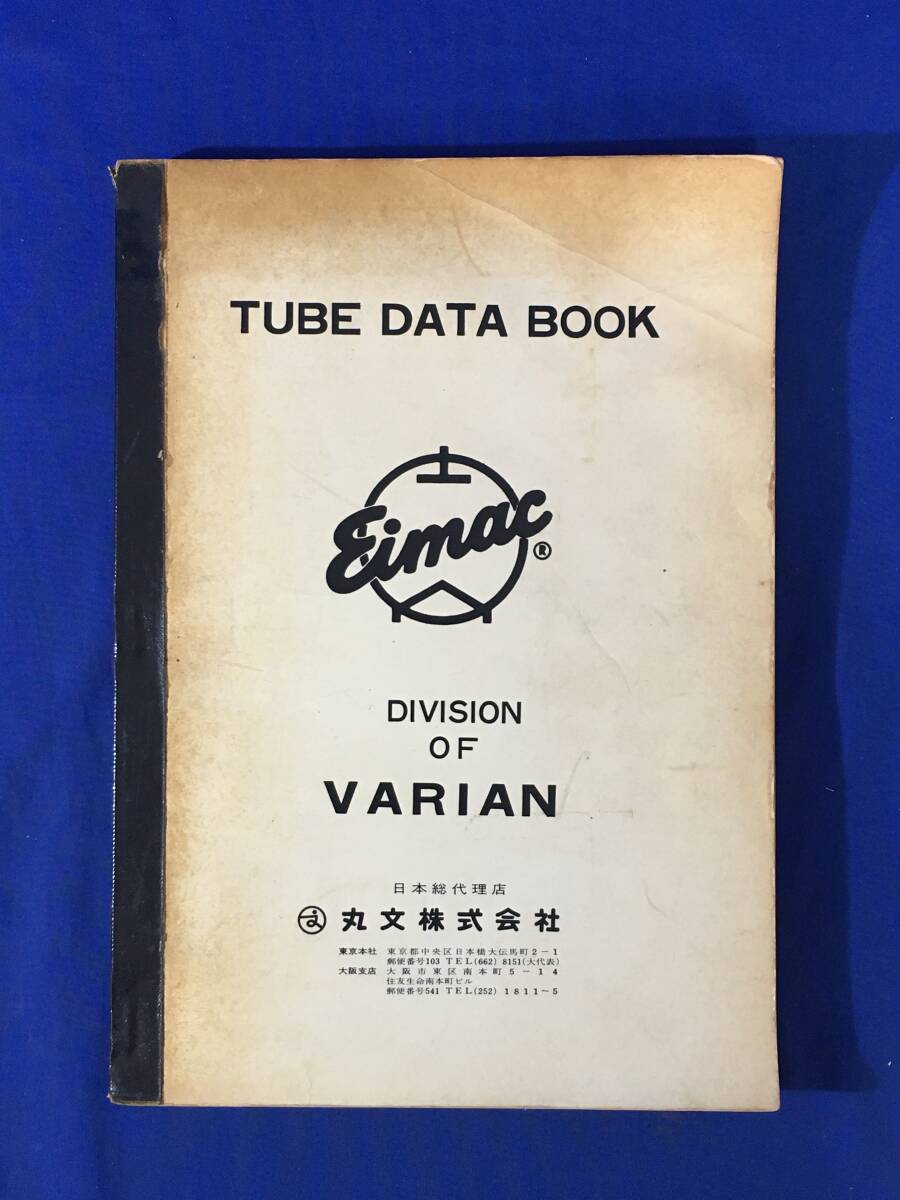 TUBE DATA BOOK
Eimac®
DIVISION
OF
VARIAN
日本総代理店
丸文株式会社
東京本社 東京都中央区日本橋大伝馬町2-1
郵便番号103 TEL(662) 8151(大代表)
大阪支店 大阪市東区南本町5-14
住友生命南本町ビル
郵便番号541 TEL(252) 1811~5